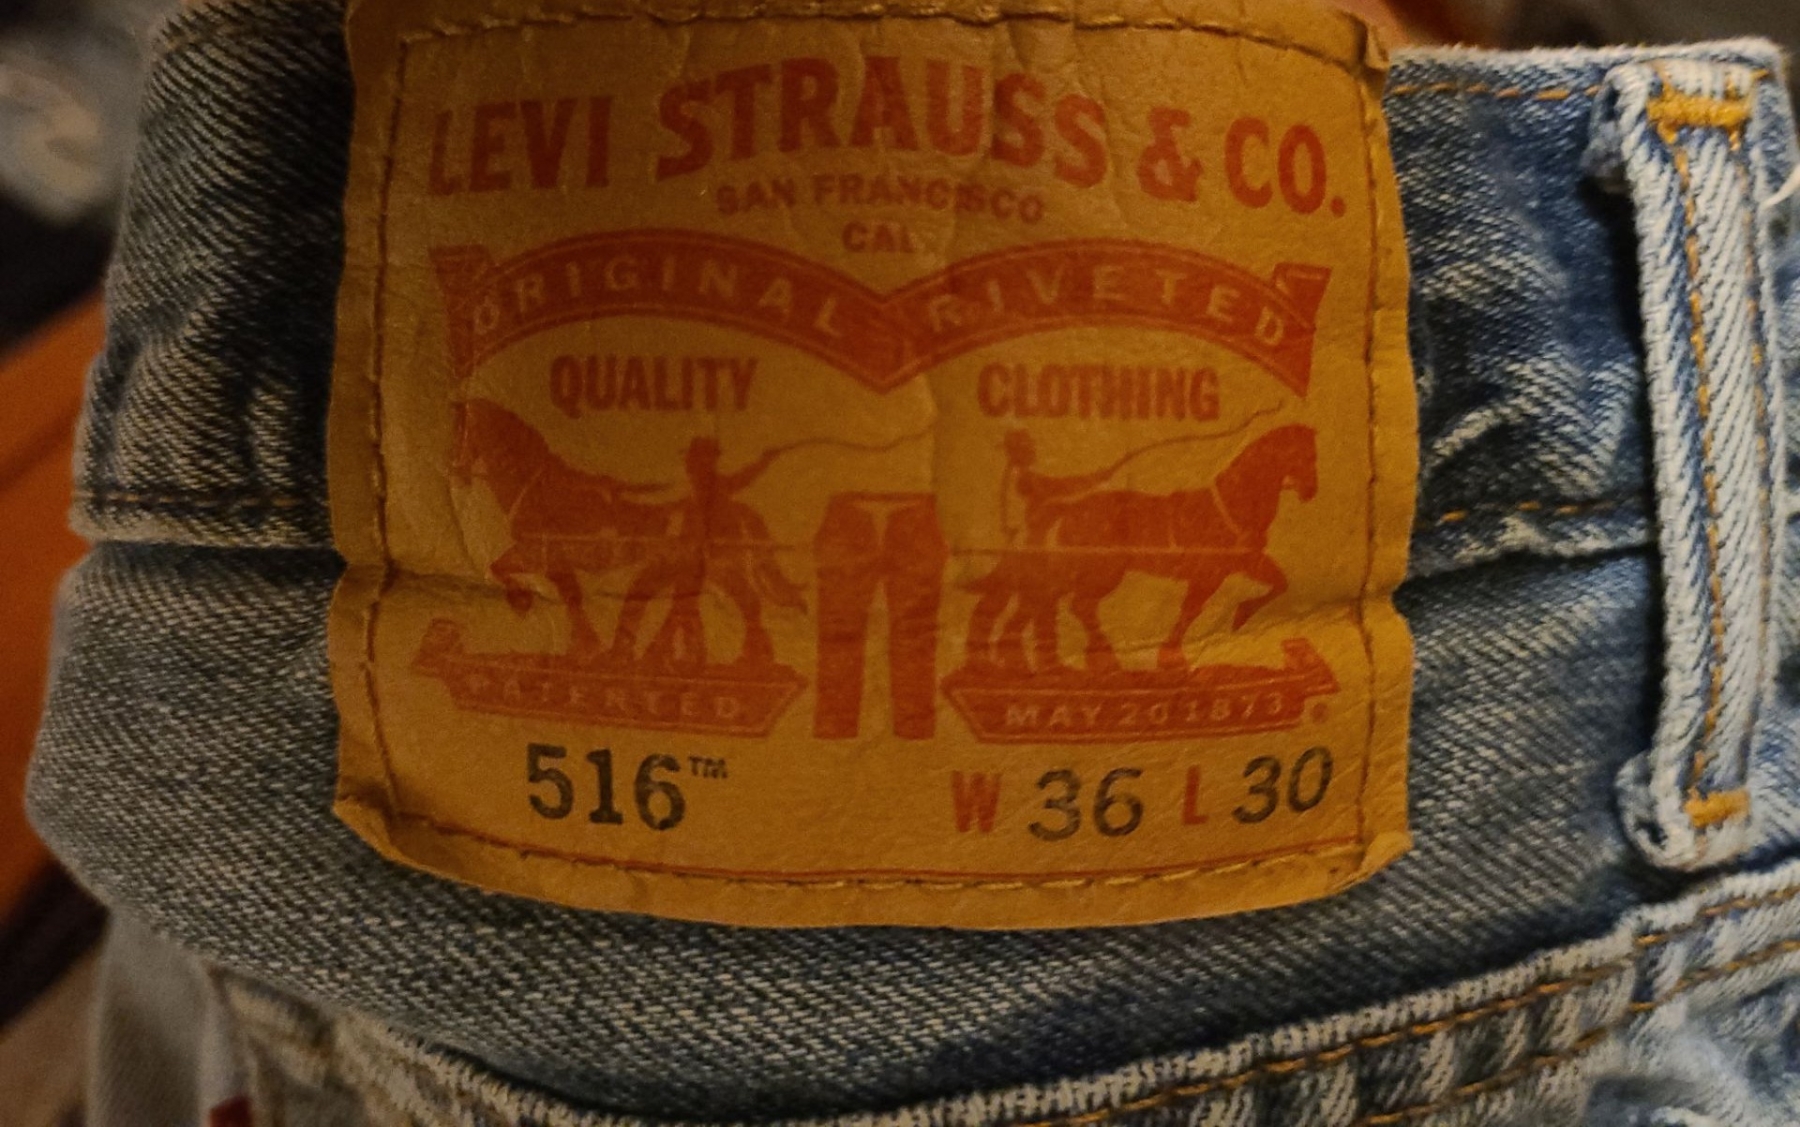 LEVI STRAUSS & CO.
SAN FRANCISCO
CAL
ORIGINAL RIVETED
QUALITY CLOTHING
PATENTED MAY 20 1873 ®
516™ W 36 L 30